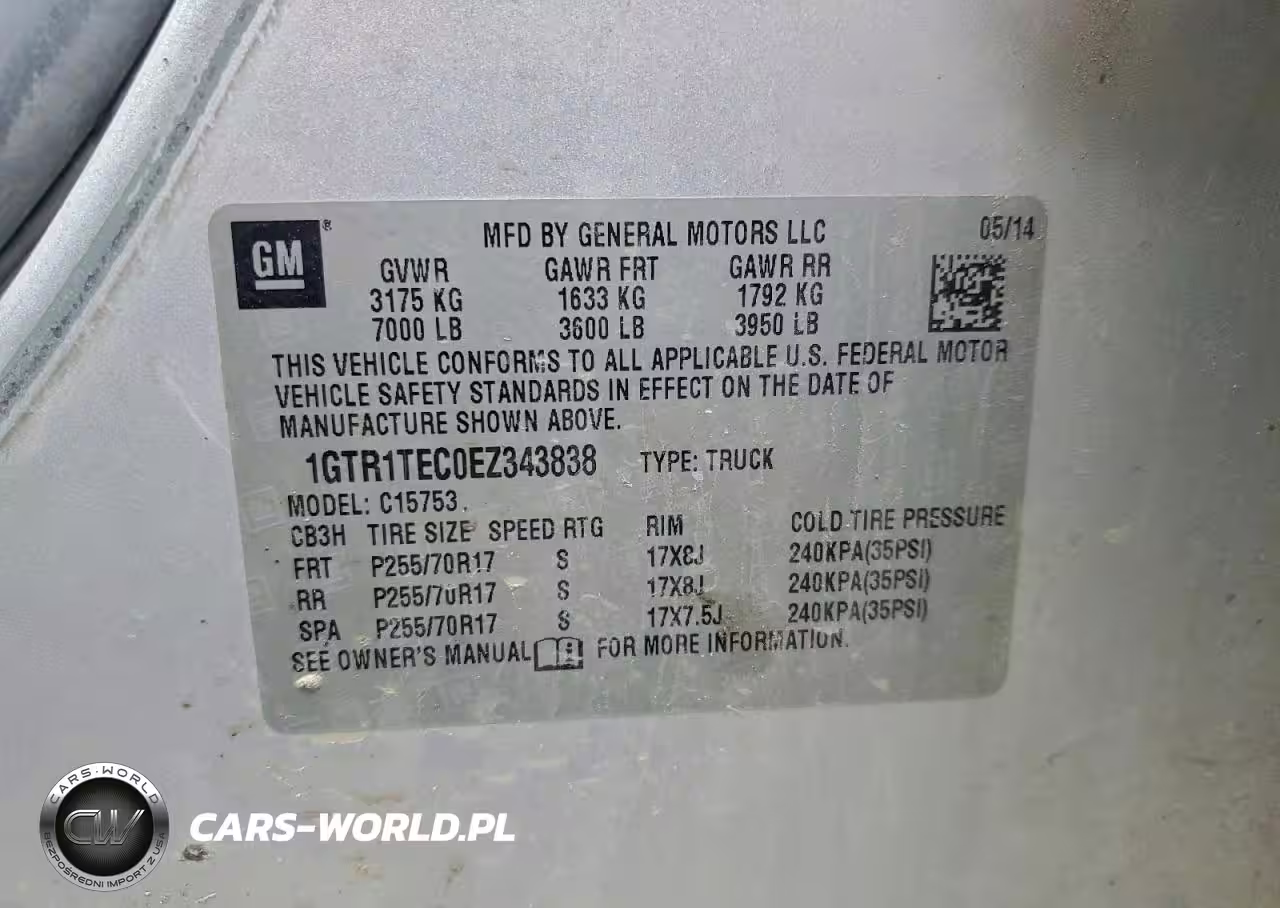 GM ®
MFD BY GENERAL MOTORS LLC 05/14
GVWR GAWR FRT GAWR RR
3175 KG 1633 KG 1792 KG
7000 LB 3600 LB 3950 LB
THIS VEHICLE CONFORMS TO ALL APPLICABLE U.S. FEDERAL MOTOR
VEHICLE SAFETY STANDARDS IN EFFECT ON THE DATE OF
MANUFACTURE SHOWN ABOVE.
1GTR1TEC0EZ343838 TYPE: TRUCK
MODEL: C15753
CB3H TIRE SIZE SPEED RTG RIM COLD TIRE PRESSURE
FRT P255/70R17 S 17X8J 240KPA(35PSI)
RR P255/70R17 S 17X8J 240KPA(35PSI)
SPA P255/70R17 S 17X7.5J 240KPA(35PSI)
SEE OWNER'S MANUAL FOR MORE INFORMATION.
CARS-WORLD
CW
BEZPOŚREDNI IMPORT Z USA
CARS-WORLD.PL